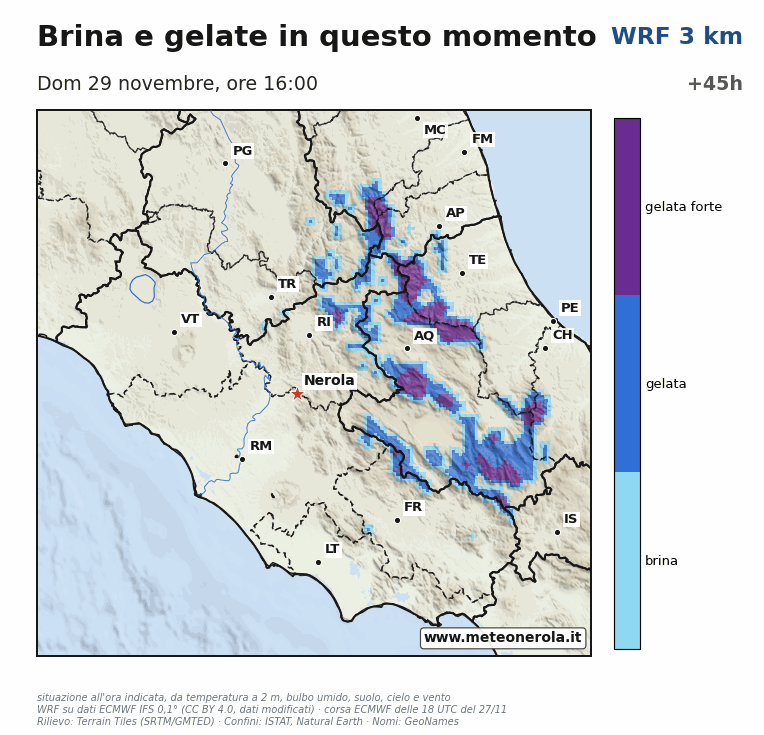 Brina e gelate in questo momento WRF 3 km
Dom 29 novembre, ore 16:00 +45h
MC
FM
PG
AP
TE
TR
PE
VT
RI
CH
AQ
Nerola
RM
FR
IS
LT
gelata forte
gelata
brina
www.meteonerola.it
situazione all'ora indicata, da temperatura a 2 m, bulbo umido, suolo, cielo e vento
WRF su dati ECMWF IFS 0,1° (CC BY 4.0, dati modificati) · corsa ECMWF delle 18 UTC del 27/11
Rilievo: Terrain Tiles (SRTM/GMTED) · Confini: ISTAT, Natural Earth · Nomi: GeoNames